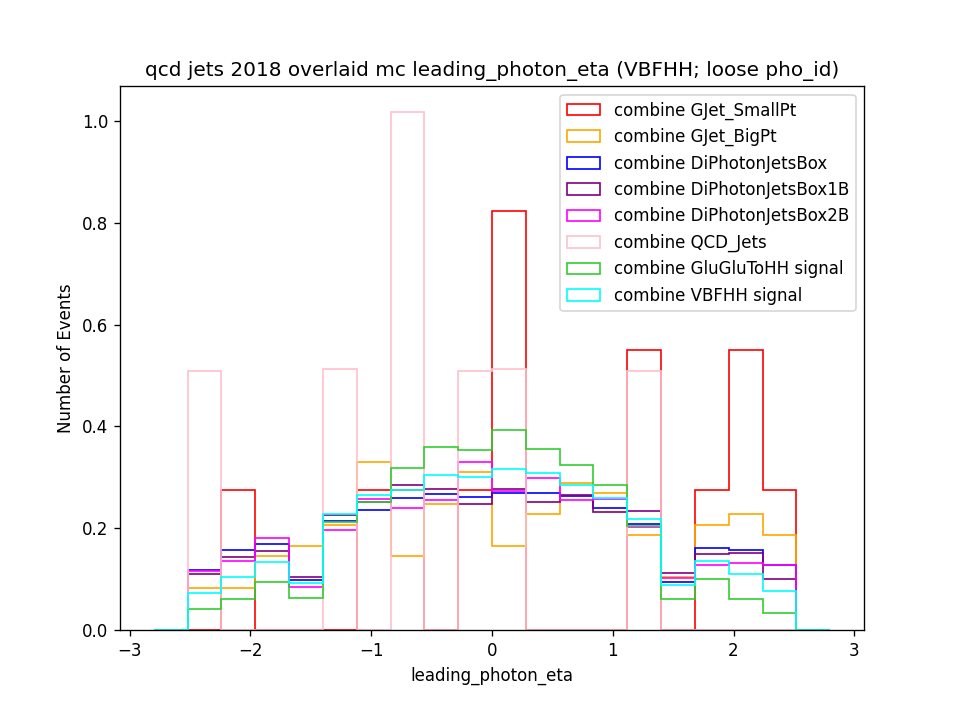 qcd jets 2018 overlaid mc leading_photon_eta (VBFHH; loose pho_id)
combine GJet_SmallPt
combine GJet_BigPt
combine DiPhotonJetsBox
combine DiPhotonJetsBox1B
combine DiPhotonJetsBox2B
combine QCD_Jets
combine GluGluToHH signal
combine VBFHH signal
Number of Events
1.0
0.8
0.6
0.4
0.2
0.0
−3 −2 −1 0 1 2 3
leading_photon_eta